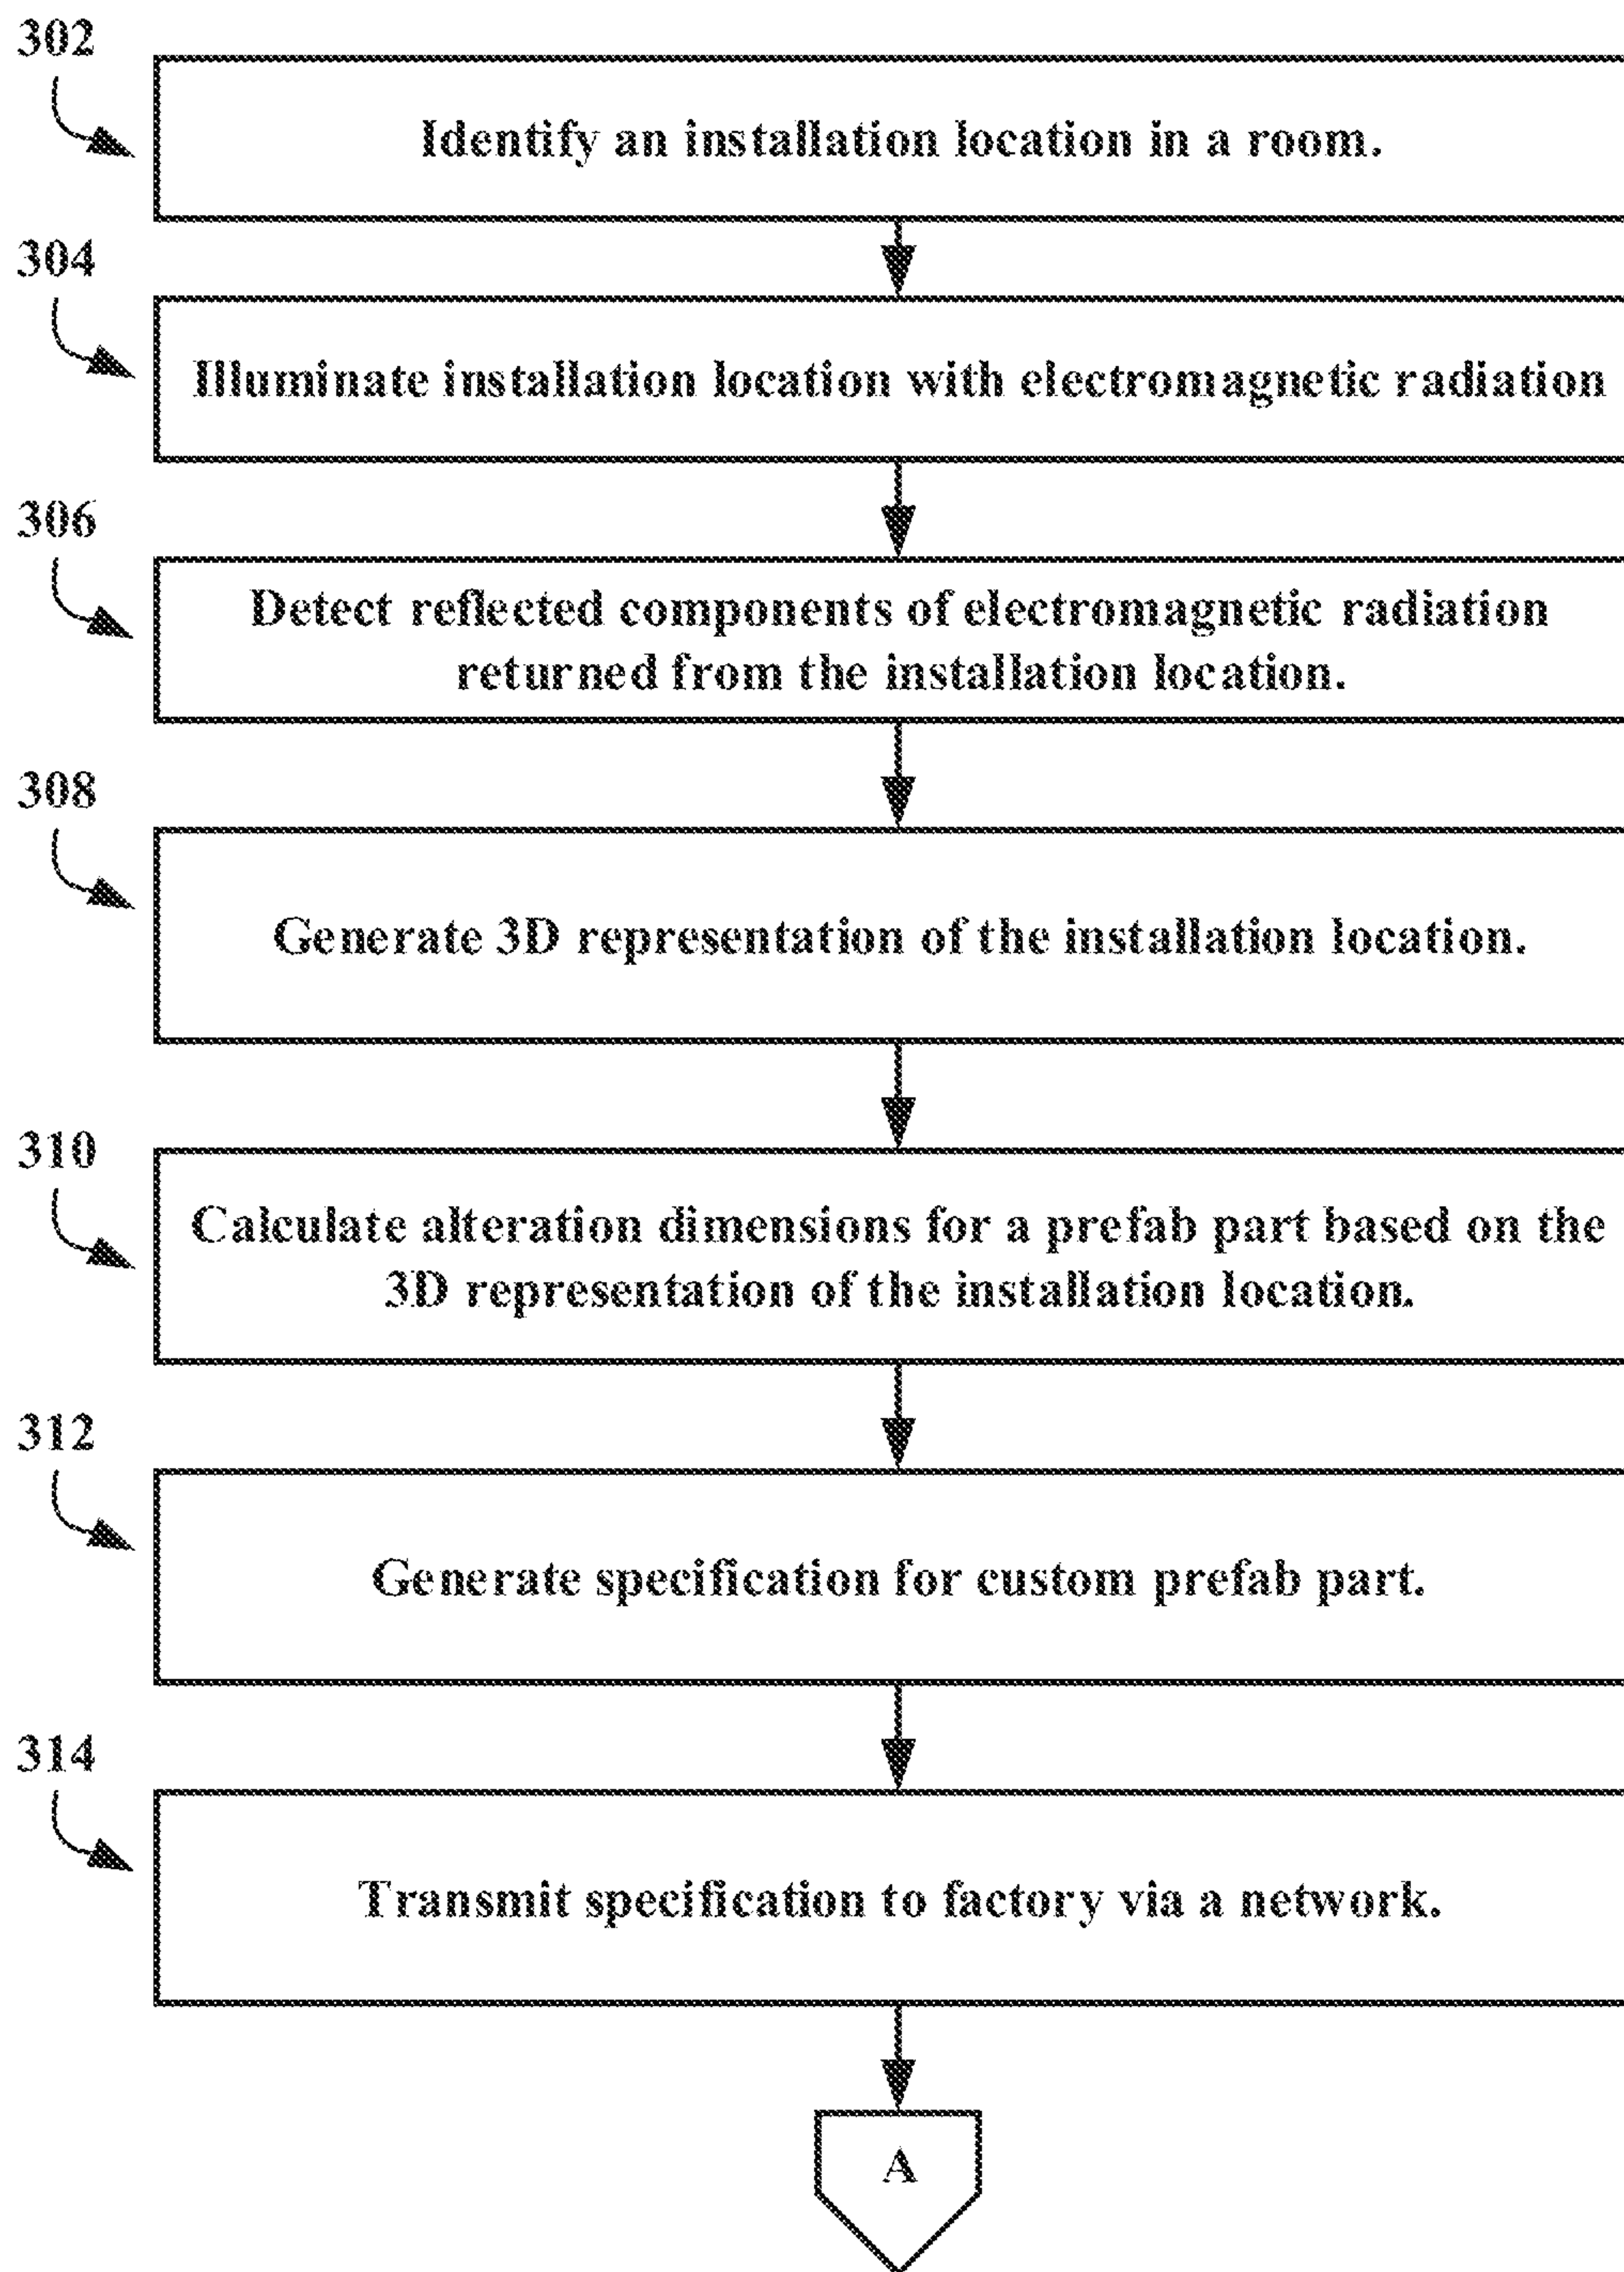 302
Identify an installation location in a room.
304
Illuminate installation location with electromagnetic radiation
306
Detect reflected components of electromagnetic radiation
returned from the installation location.
308
Generate 3D representation of the installation location.
310
Calculate alteration dimensions for a prefab part based on the
3D representation of the installation location.
312
Generate specification for custom prefab part.
314
Transmit specification to factory via a network.
A